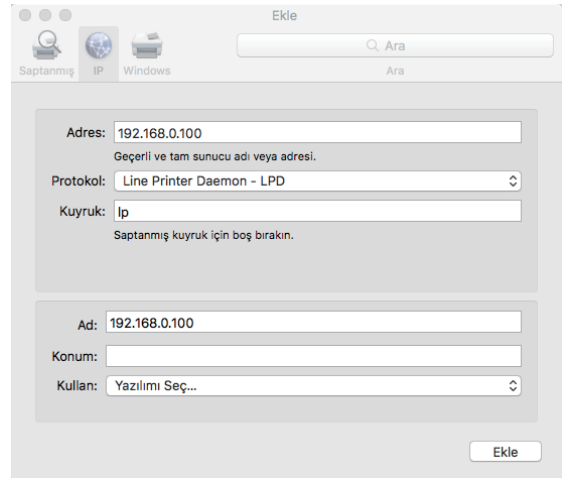 Ekle
Ara
Saptanmış IP Windows Ara
Adres: 192.168.0.100
Geçerli ve tam sunucu adı veya adresi.
Protokol: Line Printer Daemon - LPD
Kuyruk: lp
Saptanmış kuyruk için boş bırakın.
Ad: 192.168.0.100
Konum:
Kullan: Yazılımı Seç...
Ekle